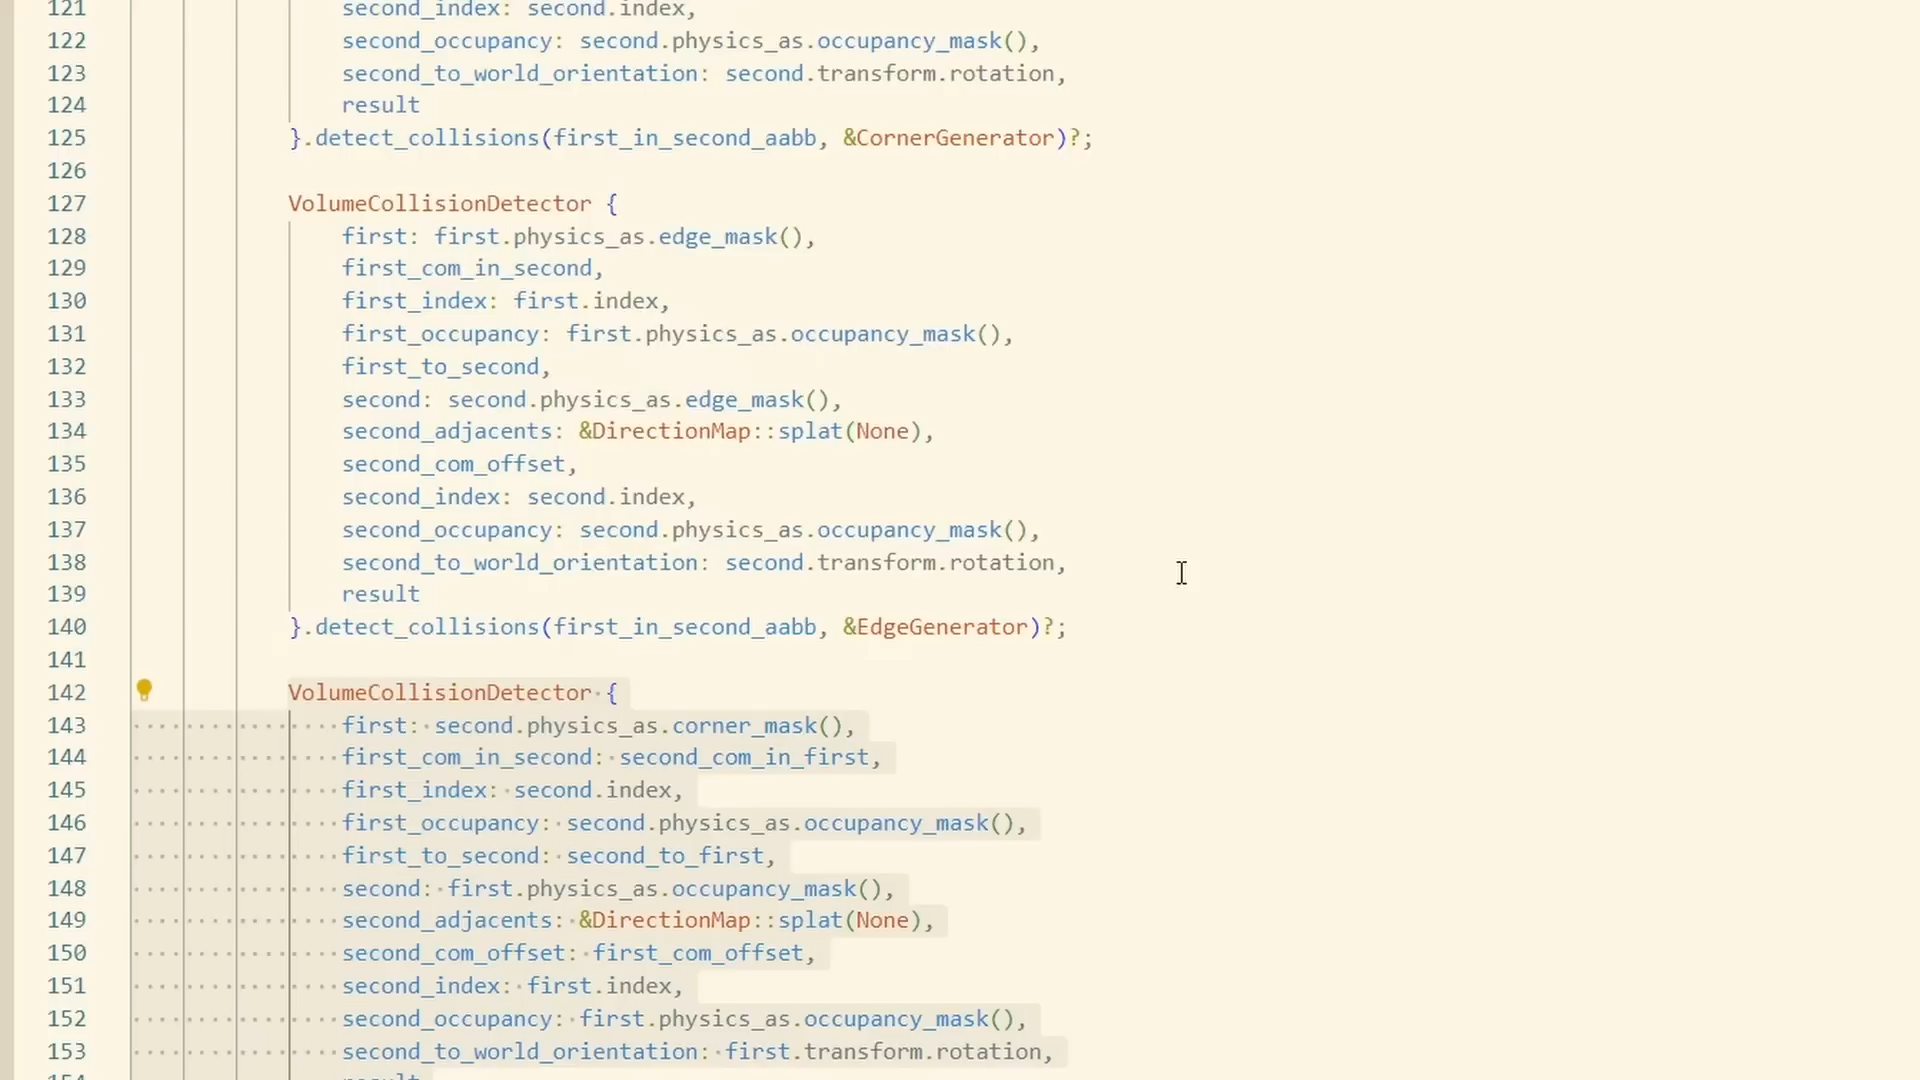 121 second_index: second.index,
122 second_occupancy: second.physics_as.occupancy_mask(),
123 second_to_world_orientation: second.transform.rotation,
124 result
125 }.detect_collisions(first_in_second_aabb, &CornerGenerator)?;
126
127 VolumeCollisionDetector {
128 first: first.physics_as.edge_mask(),
129 first_com_in_second,
130 first_index: first.index,
131 first_occupancy: first.physics_as.occupancy_mask(),
132 first_to_second,
133 second: second.physics_as.edge_mask(),
134 second_adjacents: &DirectionMap::splat(None),
135 second_com_offset,
136 second_index: second.index,
137 second_occupancy: second.physics_as.occupancy_mask(),
138 second_to_world_orientation: second.transform.rotation,
139 result
140 }.detect_collisions(first_in_second_aabb, &EdgeGenerator)?;
141
142 VolumeCollisionDetector {
143 first: second.physics_as.corner_mask(),
144 first_com_in_second: second_com_in_first,
145 first_index: second.index,
146 first_occupancy: second.physics_as.occupancy_mask(),
147 first_to_second: second_to_first,
148 second: first.physics_as.occupancy_mask(),
149 second_adjacents: &DirectionMap::splat(None),
150 second_com_offset: first_com_offset,
151 second_index: first.index,
152 second_occupancy: first.physics_as.occupancy_mask(),
153 second_to_world_orientation: first.transform.rotation,
154 result